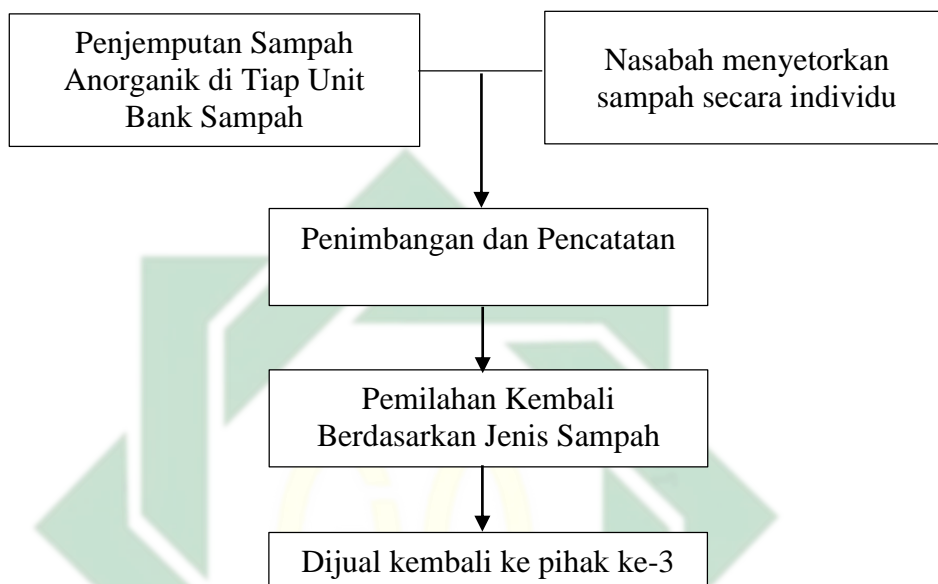 Penjemputan Sampah
Anorganik di Tiap Unit
Bank Sampah
Nasabah menyetorkan
sampah secara individu
Penimbangan dan Pencatatan
Pemilahan Kembali
Berdasarkan Jenis Sampah
Dijual kembali ke pihak ke-3